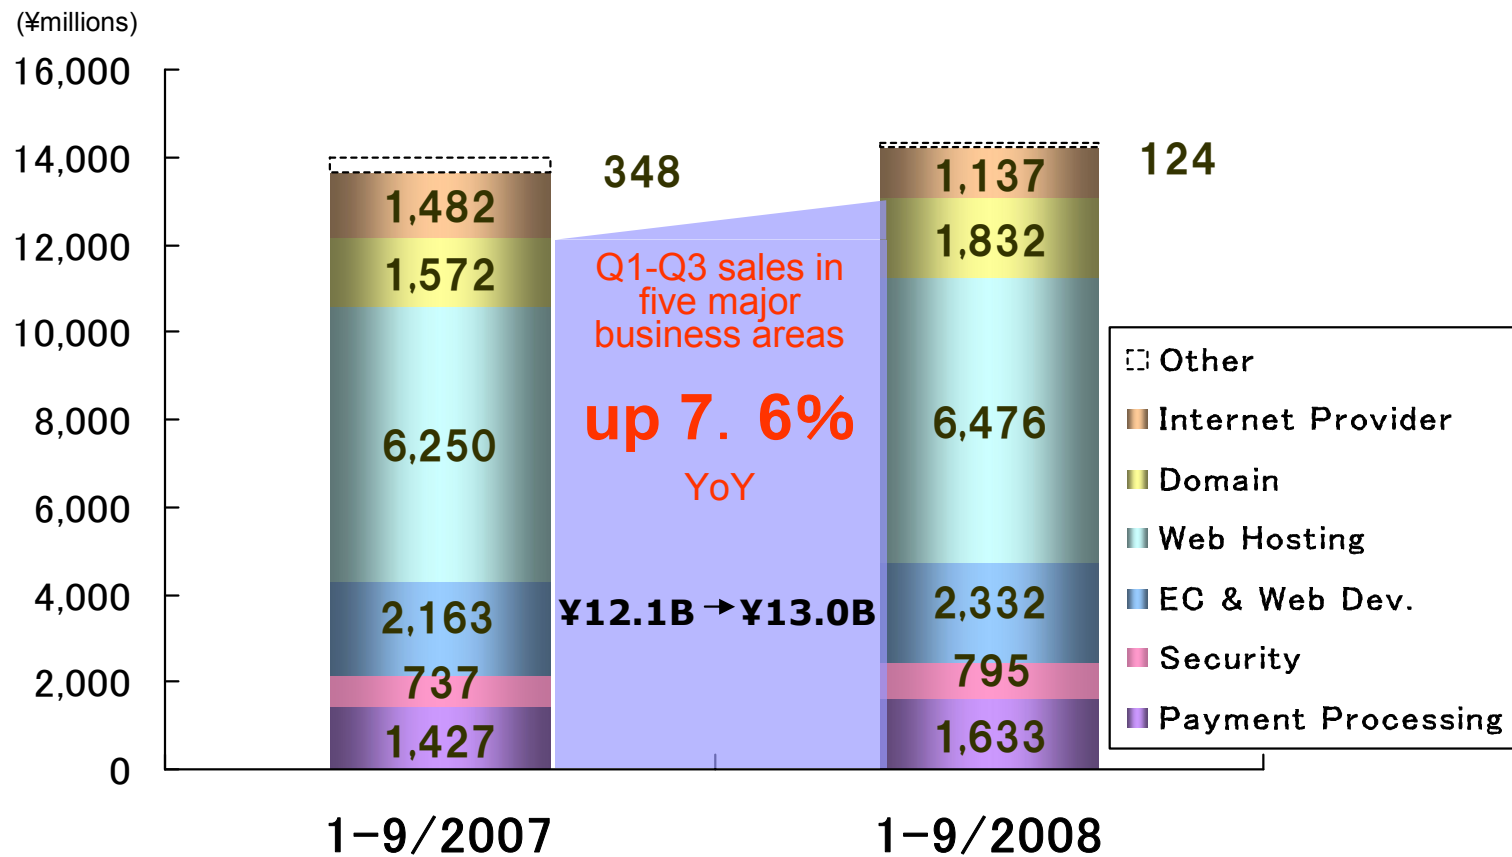 (¥millions)
16,000
14,000
12,000
10,000
8,000
6,000
4,000
2,000
0
348
1,482
1,572
6,250
2,163
737
1,427
Q1-Q3 sales in
five major
business areas
up 7. 6%
YoY
¥12.1B → ¥13.0B
124
1,137
1,832
6,476
2,332
795
1,633
Other
Internet Provider
Domain
Web Hosting
EC & Web Dev.
Security
Payment Processing
1-9/2007
1-9/2008